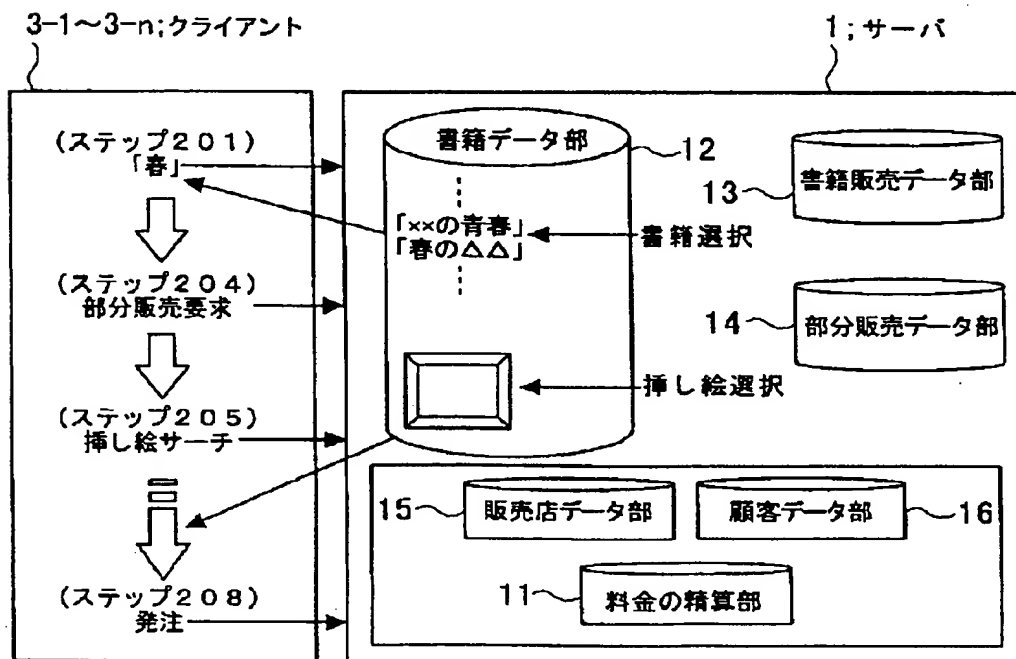 3-1～3-n;クライアント
1;サーバ
(ステップ201)
「春」
(ステップ204)
部分販売要求
(ステップ205)
挿し絵サーチ
(ステップ208)
発注
書籍データ部
12
「××の青春」
「春の△△」
書籍選択
挿し絵選択
書籍販売データ部
13
部分販売データ部
14
15
販売店データ部
顧客データ部
16
11
料金の精算部